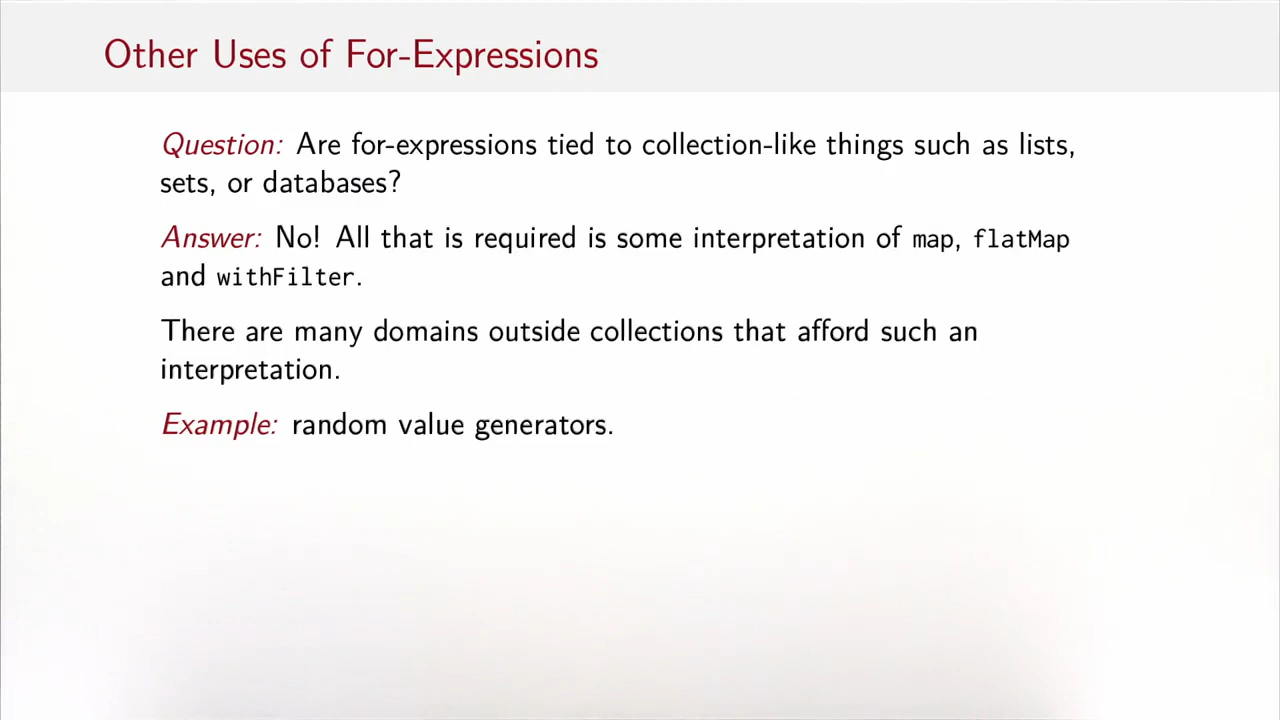 Other Uses of For-Expressions
Question: Are for-expressions tied to collection-like things such as lists,
sets, or databases?
Answer: No! All that is required is some interpretation of map, flatMap
and withFilter.
There are many domains outside collections that afford such an
interpretation.
Example: random value generators.